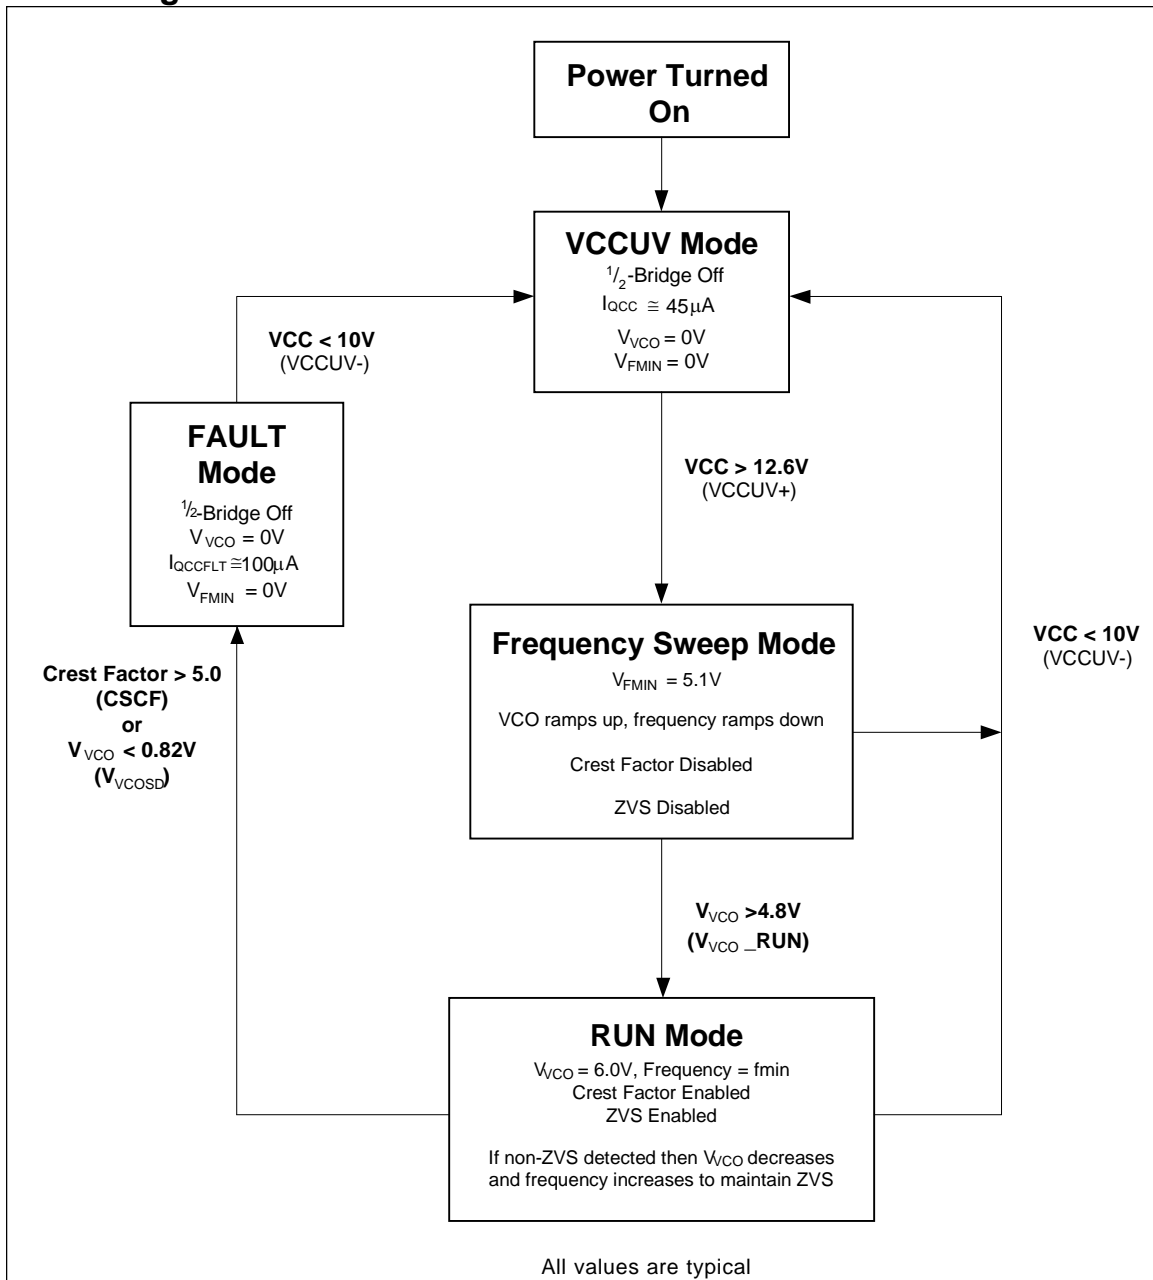 Power Turned
On
VCCUV Mode
1/2-Bridge Off
IQCC ≅ 45µA
VVCO = 0V
VFMIN = 0V
VCC < 10V
(VCCUV-)
FAULT
Mode
1/2-Bridge Off
VVCO = 0V
IQCCFLT ≅100µA
VFMIN = 0V
VCC > 12.6V
(VCCUV+)
Frequency Sweep Mode
VFMIN = 5.1V
VCO ramps up, frequency ramps down
Crest Factor Disabled
ZVS Disabled
VCC < 10V
(VCCUV-)
Crest Factor > 5.0
(CSCF)
or
VVCO < 0.82V
(VVCOSD)
VVCO >4.8V
(VVCO _RUN)
RUN Mode
VVCO = 6.0V, Frequency = fmin
Crest Factor Enabled
ZVS Enabled
If non-ZVS detected then VVCO decreases
and frequency increases to maintain ZVS
All values are typical